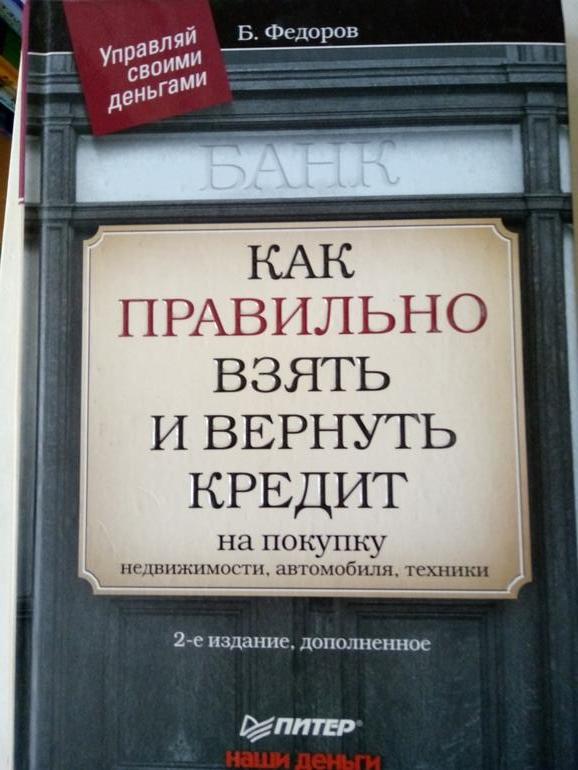 Управляй
своими
деньгами
Б. Федоров
БАНК
КАК
ПРАВИЛЬНО
ВЗЯТЬ
И ВЕРНУТЬ
КРЕДИТ
на покупку
недвижимости, автомобиля, техники
2-е издание, дополненное
ПИТЕР®
наши деньги